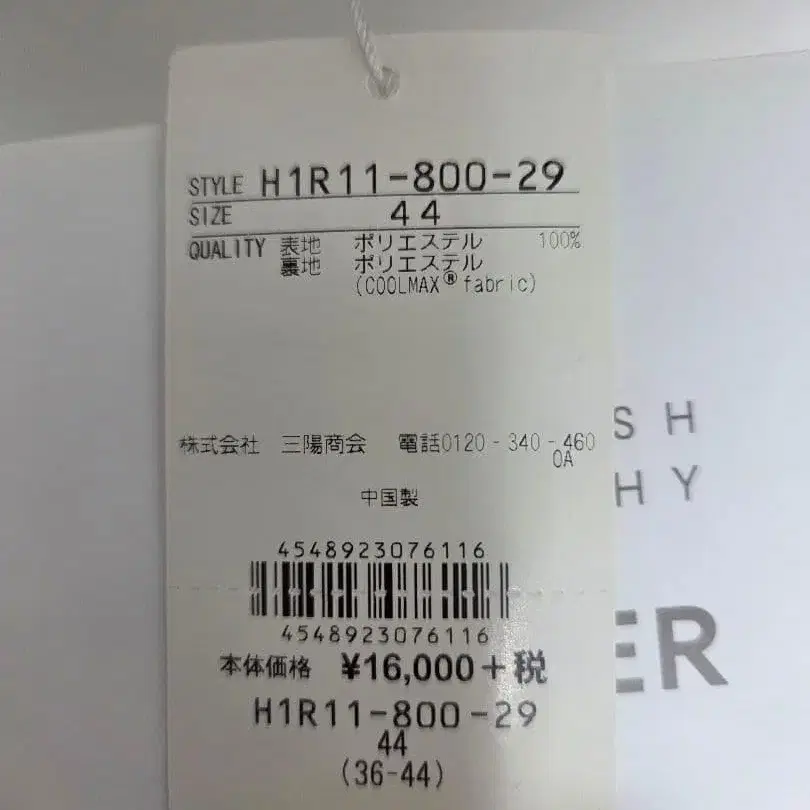 STYLE H1R11-800-29
SIZE 44
QUALITY 表地 ポリエステル 100%
裏地 ポリエステル
(COOLMAX® fabric)
株式会社 三陽商会 電話0120-340-460
0A
中国製
4548923076116
4548923076116
本体価格 ¥16,000+税
H1R11-800-29
44
(36-44)
SH
HY
ER